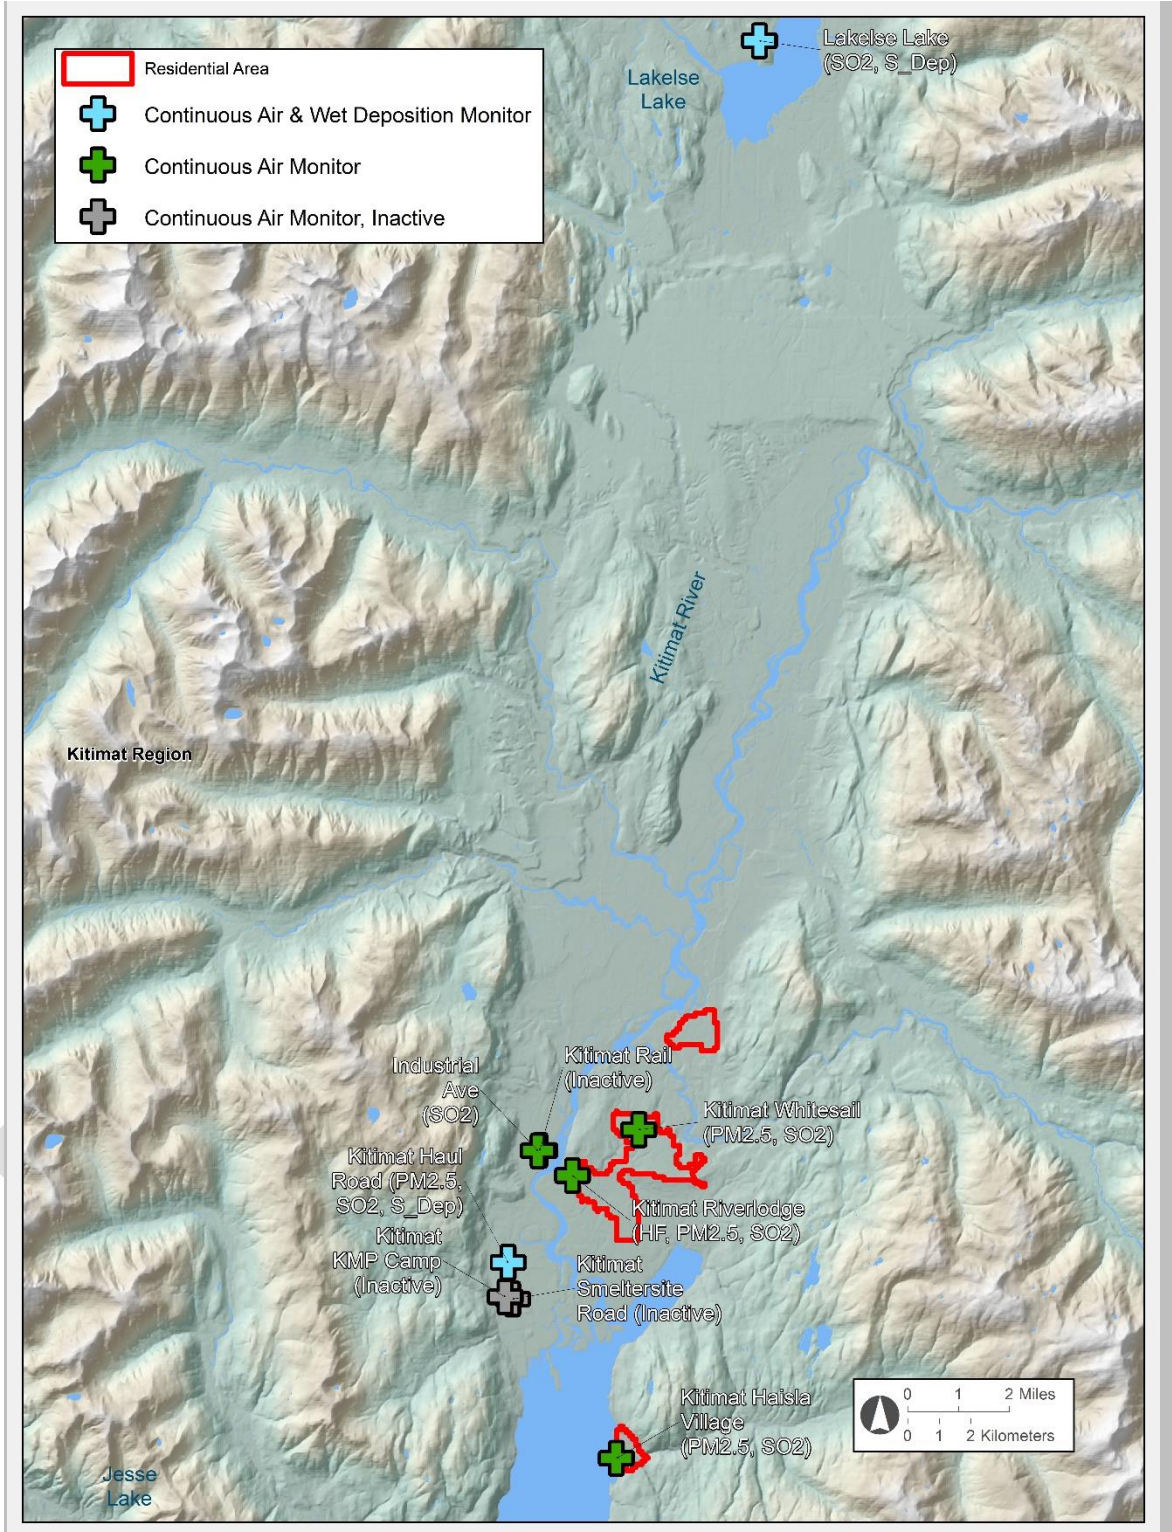 Lakelse Lake
(SO2, S_Dep)
Residential Area
Continuous Air & Wet Deposition Monitor
Continuous Air Monitor
Continuous Air Monitor, Inactive
Lakelse
Lake
Kitimat River
Kitimat Region
Industrial
Ave
(SO2)
Kitimat Rail
(Inactive)
Kitimat Whitesail
(PM2.5, SO2)
Kitimat Haul
Road (PM2.5,
SO2, S_Dep)
Kitimat Riverlodge
(HF, PM2.5, SO2)
Kitimat
KMP Camp
(Inactive)
Kitimat
Smeltersite
Road (Inactive)
Kitimat Haisla
Village
(PM2.5, SO2)
0 1 2 Miles
0 1 2 Kilometers
Jesse
Lake